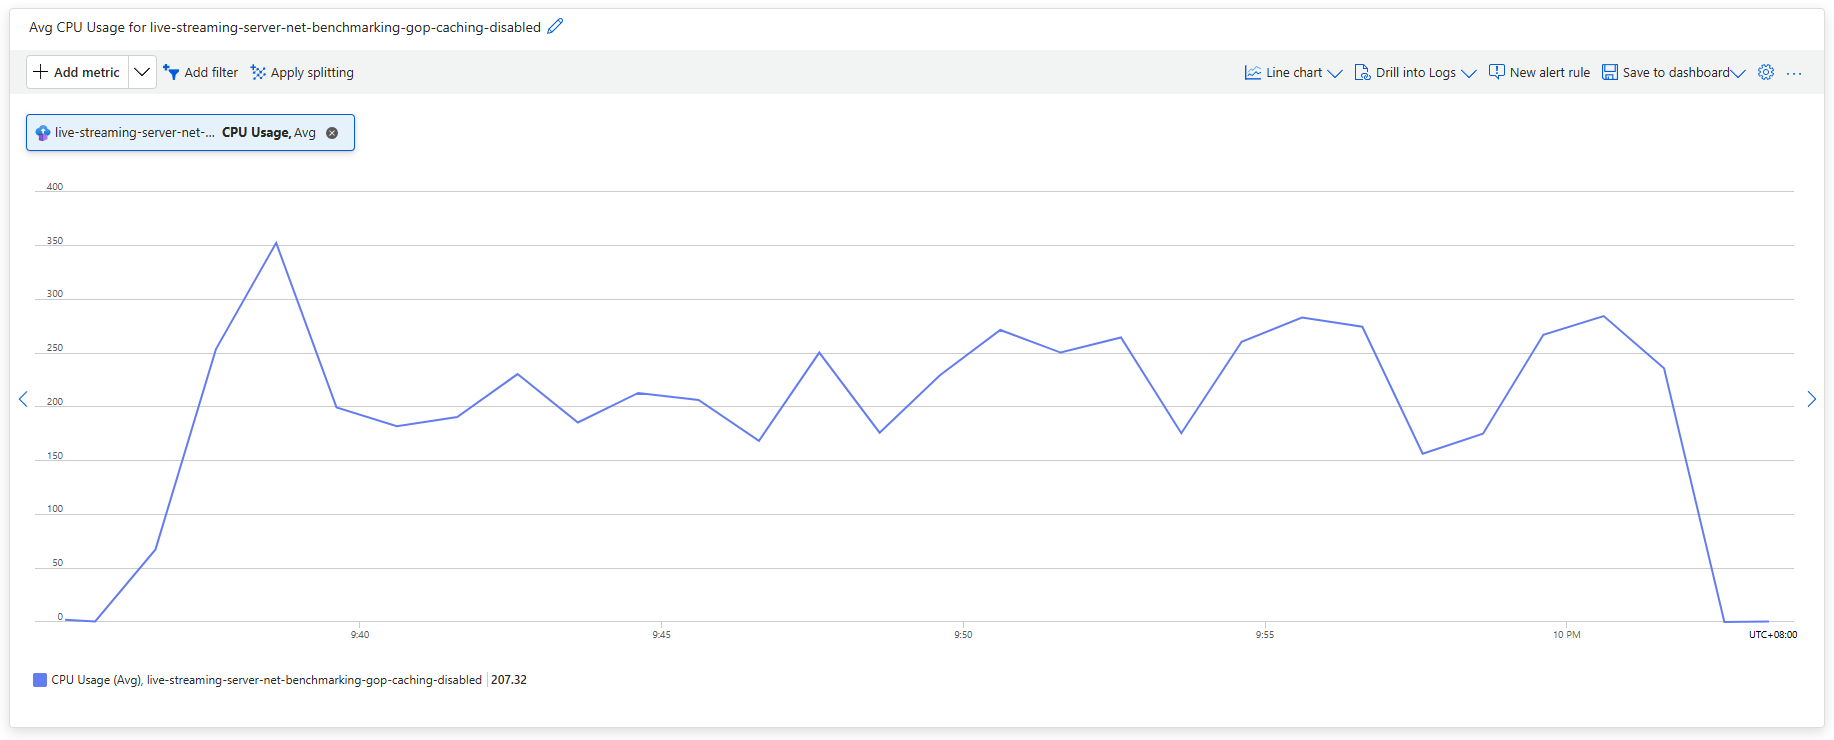 Avg CPU Usage for live-streaming-server-net-benchmarking-gop-caching-disabled
Add metric Add filter Apply splitting Line chart Drill into Logs New alert rule Save to dashboard ...
live-streaming-server-net-... CPU Usage, Avg
400
350
300
250
200
150
100
50
0
9:40 9:45 9:50 9:55 10 PM UTC+08:00
CPU Usage (Avg), live-streaming-server-net-benchmarking-gop-caching-disabled 207.32